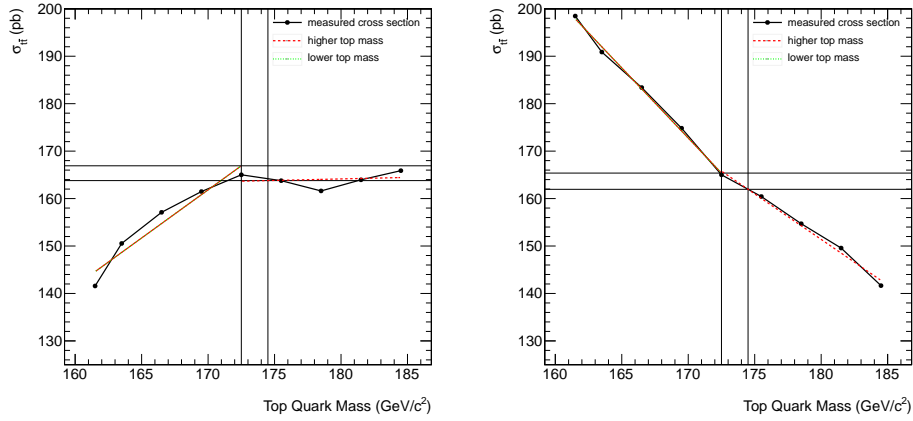 σ_tt̄ (pb)
200
190
180
170
160
150
140
130
measured cross section
higher top mass
lower top mass
160 165 170 175 180 185
Top Quark Mass (GeV/c²)
σ_tt̄ (pb)
200
190
180
170
160
150
140
130
measured cross section
higher top mass
lower top mass
160 165 170 175 180 185
Top Quark Mass (GeV/c²)